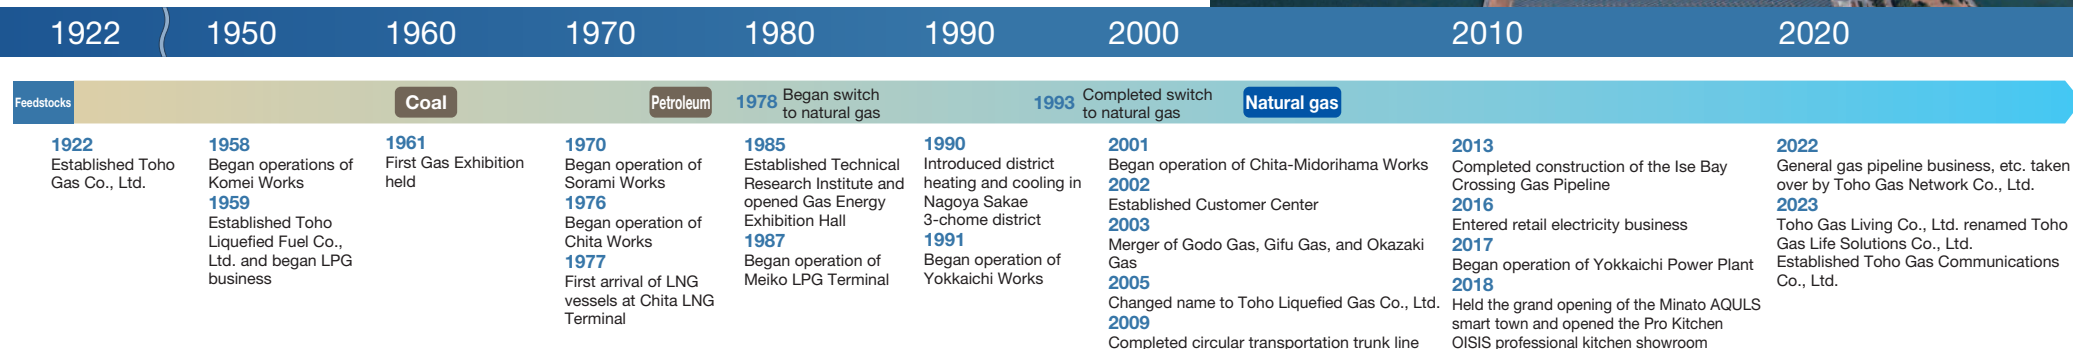 1922
1950
1960
1970
1980
1990
2000
2010
2020
Feedstocks
Coal
Petroleum
1978 Began switch
to natural gas
1993 Completed switch
to natural gas
Natural gas
1922
Established Toho
Gas Co., Ltd.
1958
Began operations of
Komei Works
1959
Established Toho
Liquefied Fuel Co.,
Ltd. and began LPG
business
1961
First Gas Exhibition
held
1970
Began operation of
Sorami Works
1976
Began operation of
Chita Works
1977
First arrival of LNG
vessels at Chita LNG
Terminal
1985
Established Technical
Research Institute and
opened Gas Energy
Exhibition Hall
1987
Began operation of
Meiko LPG Terminal
1990
Introduced district
heating and cooling in
Nagoya Sakae
3-chome district
1991
Began operation of
Yokkaichi Works
2001
Began operation of Chita-Midorihama Works
2002
Established Customer Center
2003
Merger of Godo Gas, Gifu Gas, and Okazaki
Gas
2005
Changed name to Toho Liquefied Gas Co., Ltd.
2009
Completed circular transportation trunk line
2013
Completed construction of the Ise Bay
Crossing Gas Pipeline
2016
Entered retail electricity business
2017
Began operation of Yokkaichi Power Plant
2018
Held the grand opening of the Minato AQULS
smart town and opened the Pro Kitchen
OISIS professional kitchen showroom
2022
General gas pipeline business, etc. taken
over by Toho Gas Network Co., Ltd.
2023
Toho Gas Living Co., Ltd. renamed Toho
Gas Life Solutions Co., Ltd.
Established Toho Gas Communications
Co., Ltd.